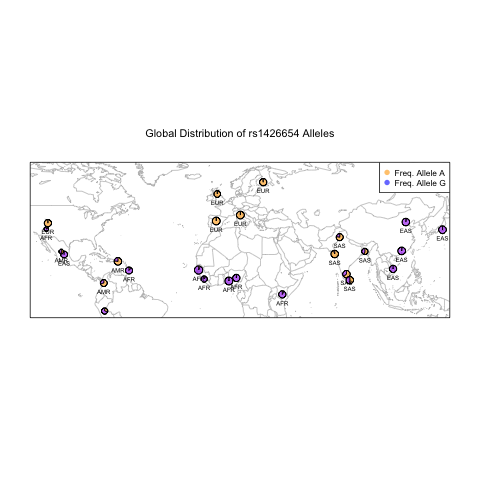 Global Distribution of rs1426654 Alleles
Freq. Allele A
Freq. Allele G
EUR
EUR
EUR
EUR
EUR
AFR
EAS
EAS
SAS
SAS
SAS
EAS
EAS
AMR
EAS
AMR
AFR
AFR
SAS
SAS
AMR
AFR
AFR
AFR
AFR